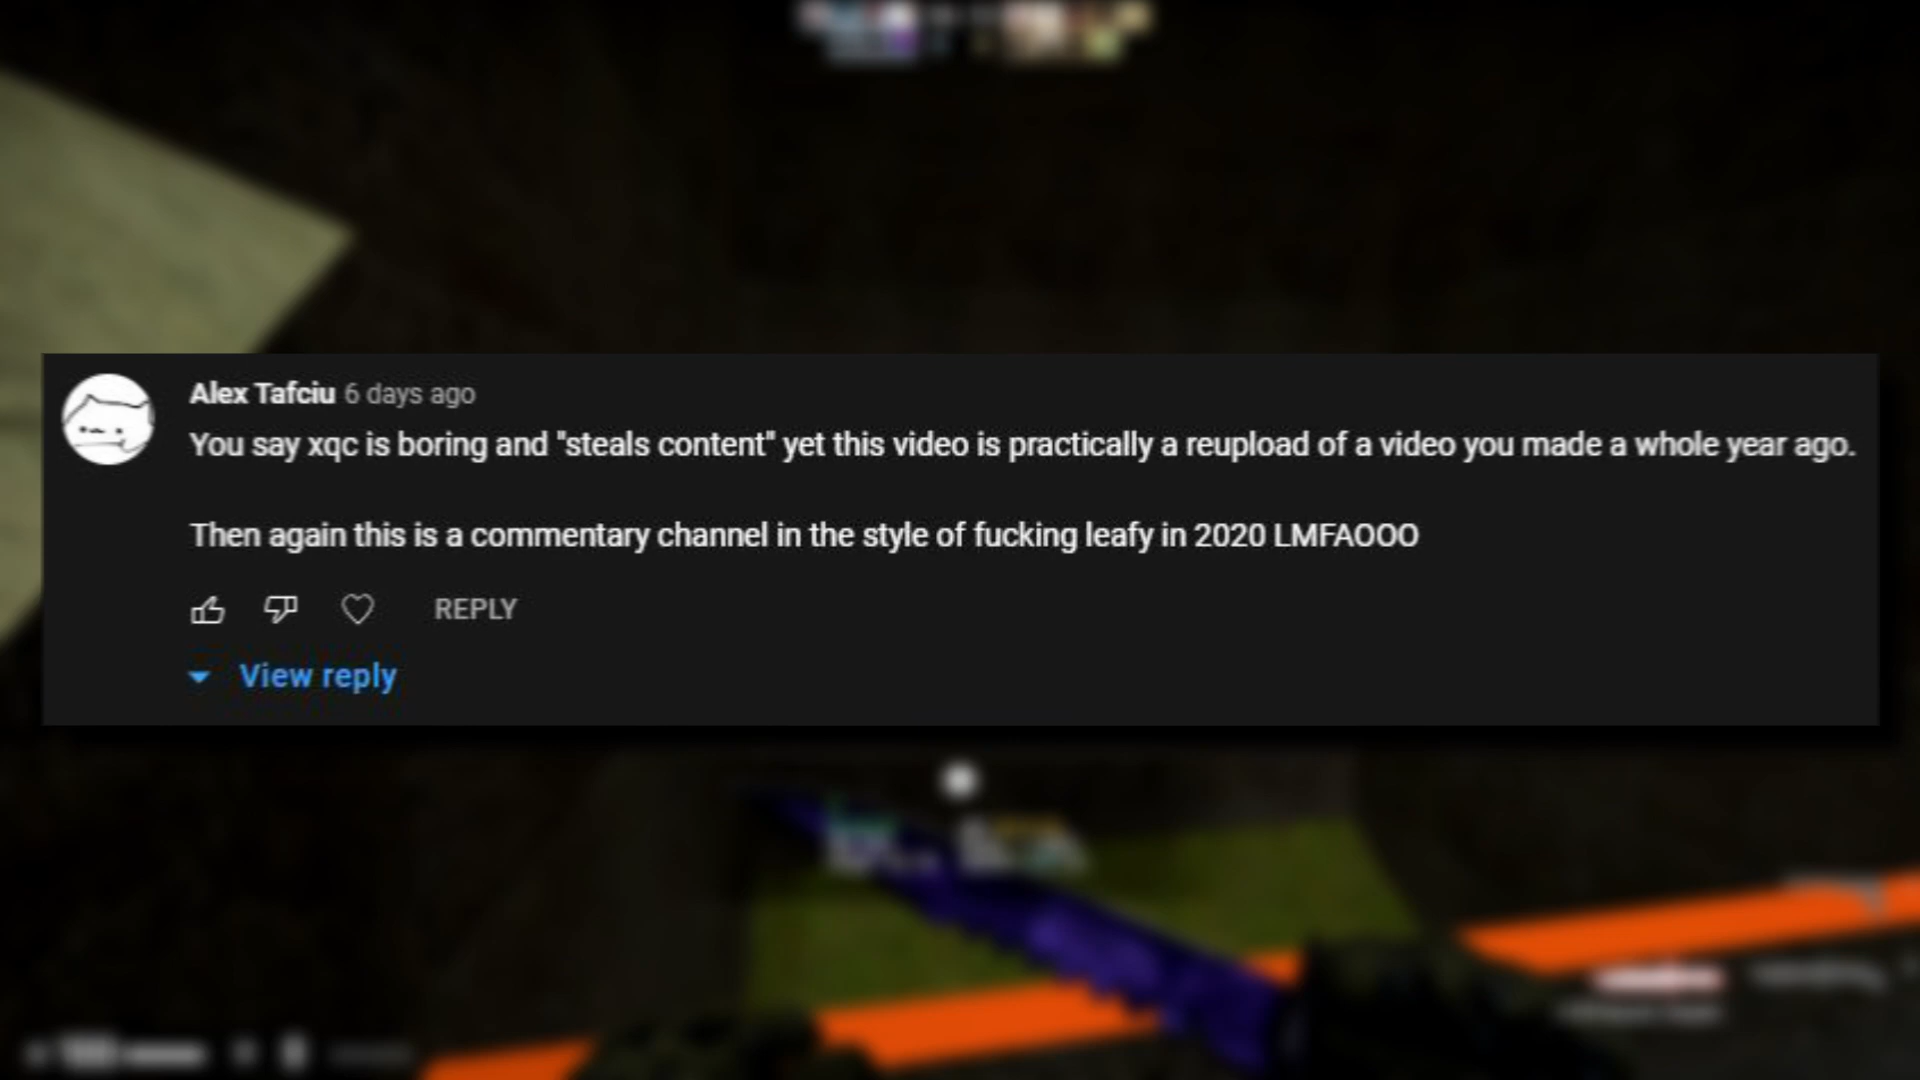 Alex Tafciu 6 days ago
You say xqc is boring and "steals content" yet this video is practically a reupload of a video you made a whole year ago.
Then again this is a commentary channel in the style of fucking leafy in 2020 LMFAOOO
REPLY
View reply